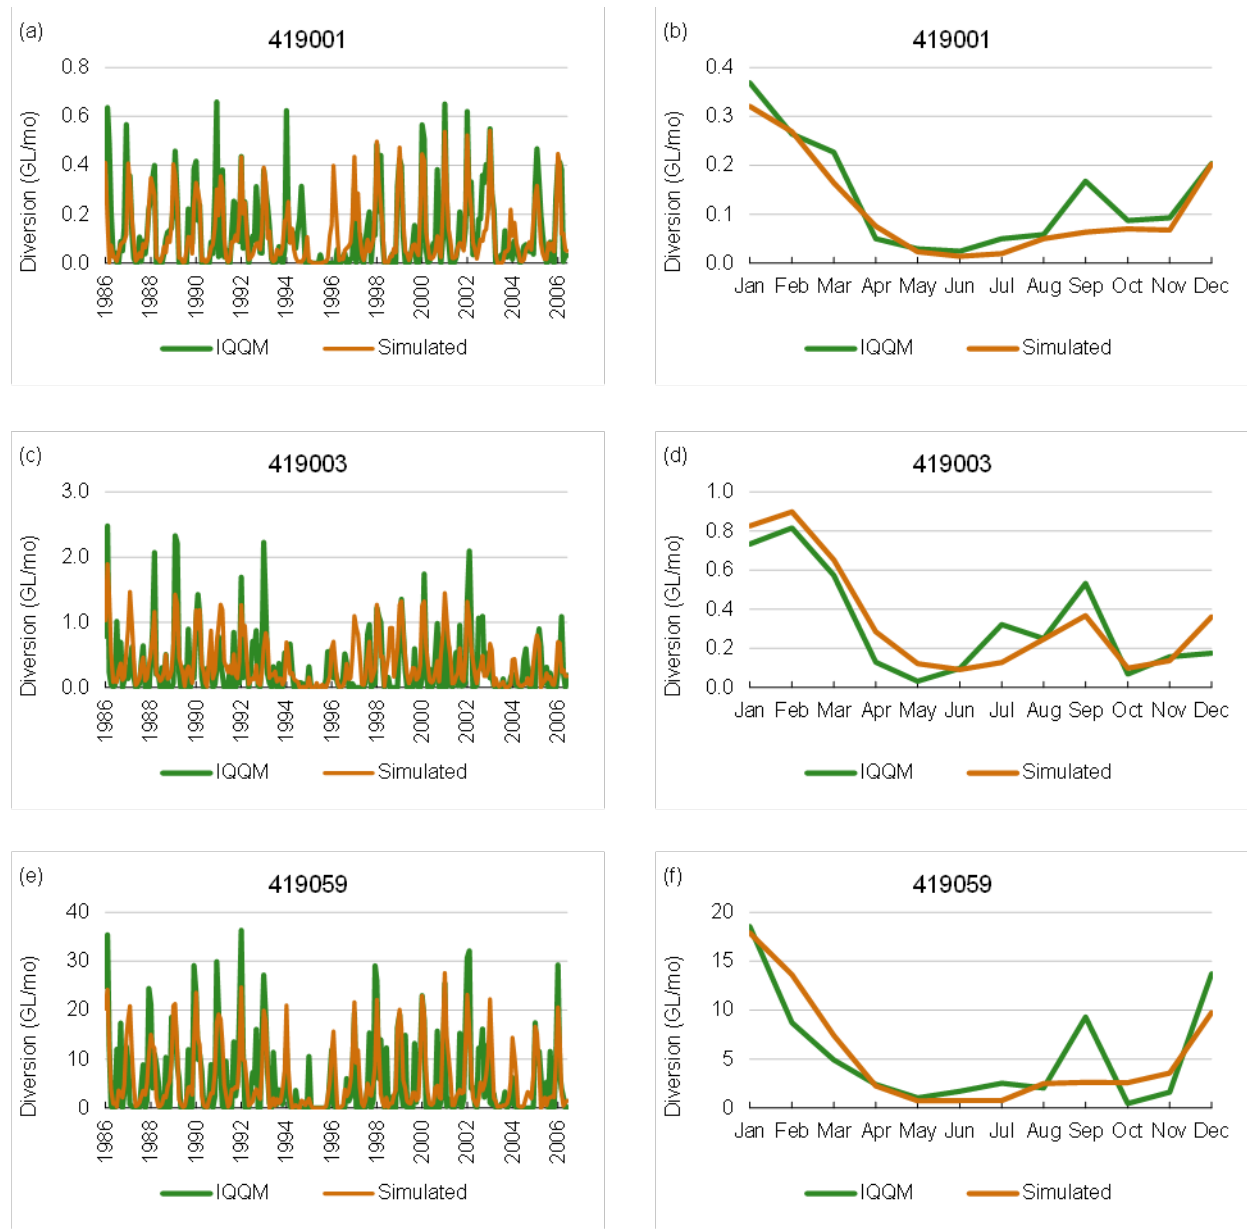 (a)
419001
Diversion (GL/mo)
0.8
0.6
0.4
0.2
0.0
1986 1988 1990 1992 1994 1996 1998 2000 2002 2004 2006
IQQM Simulated
(b)
419001
Diversion (GL/mo)
0.4
0.3
0.2
0.1
0.0
Jan Feb Mar Apr May Jun Jul Aug Sep Oct Nov Dec
IQQM Simulated
(c)
419003
Diversion (GL/mo)
3.0
2.0
1.0
0.0
1986 1988 1990 1992 1994 1996 1998 2000 2002 2004 2006
IQQM Simulated
(d)
419003
Diversion (GL/mo)
1.0
0.8
0.6
0.4
0.2
0.0
Jan Feb Mar Apr May Jun Jul Aug Sep Oct Nov Dec
IQQM Simulated
(e)
419059
Diversion (GL/mo)
40
30
20
10
0
1986 1988 1990 1992 1994 1996 1998 2000 2002 2004 2006
IQQM Simulated
(f)
419059
Diversion (GL/mo)
20
15
10
5
0
Jan Feb Mar Apr May Jun Jul Aug Sep Oct Nov Dec
IQQM Simulated